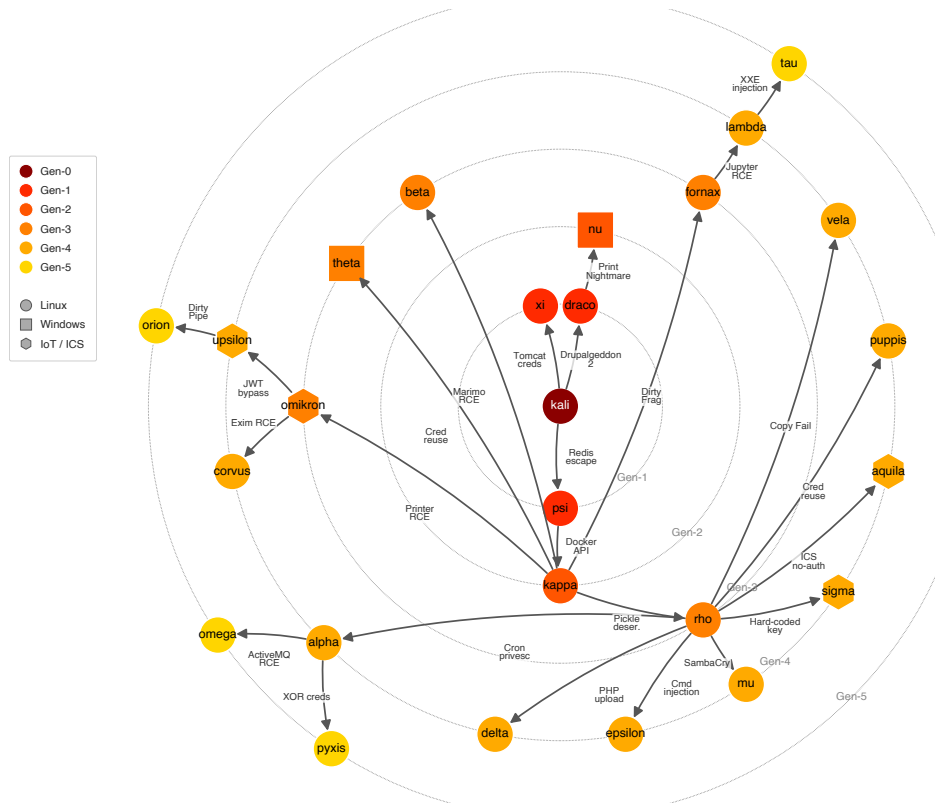 tau
XXE
injection
lambda
Jupyter
RCE
Gen-0
Gen-1
Gen-2
Gen-3
Gen-4
Gen-5
Linux
Windows
IoT / ICS
beta
fornax
vela
nu
theta
Print
Nightmare
xi
draco
orion
Dirty
Pipe
upsilon
puppis
Tomcat
creds
Drupalgeddon
2
JWT
bypass
Marimo
RCE
Dirty
Frag
omikron
kali
Exim RCE
Cred
reuse
Copy Fail
Redis
escape
corvus
aquila
Gen-1
Cred
reuse
psi
Printer
RCE
Gen-2
Docker
API
ICS
no-auth
kappa
Gen-3
sigma
Pickle
deser.
rho
Hard-coded
key
omega
alpha
ActiveMQ
RCE
Cron
privesc
SambaCry
Gen-4
mu
XOR creds
PHP
upload
Cmd
injection
Gen-5
delta
epsilon
pyxis